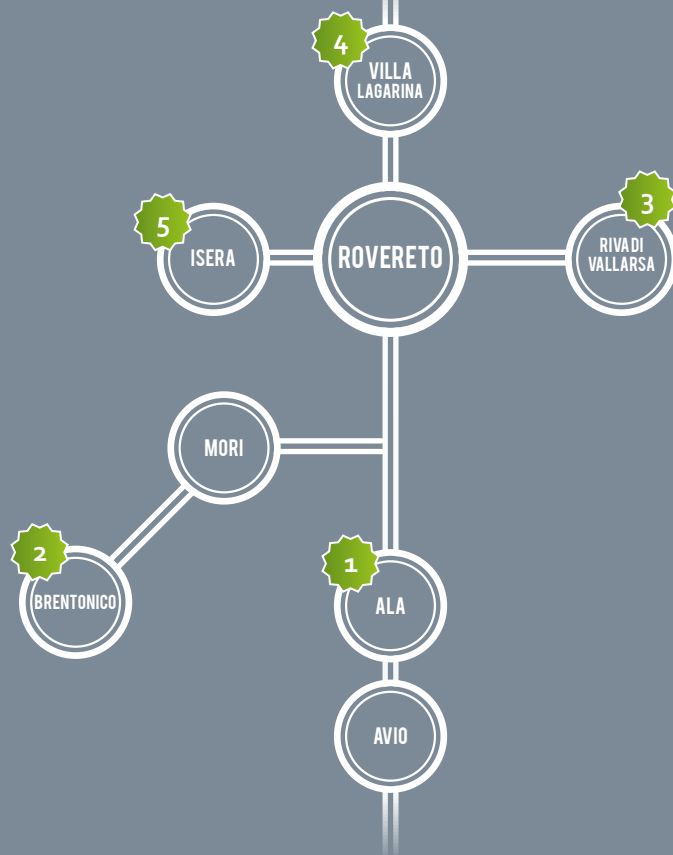 4
VILLA
LAGARINA
5
ISERA
ROVERETO
3
RIVA DI
VALLARSA
MORI
2
BRENTONICO
1
ALA
AVIO